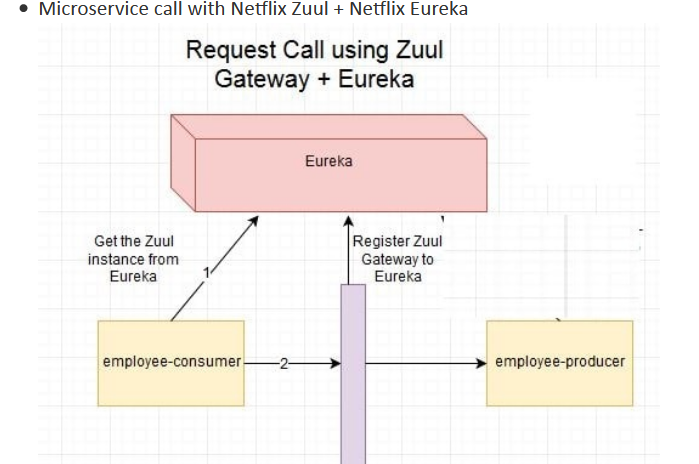 Microservice call with Netflix Zuul + Netflix Eureka
Request Call using Zuul
Gateway + Eureka
Eureka
Get the Zuul
instance from
Eureka
1
Register Zuul
Gateway to
Eureka
employee-consumer
2
employee-producer